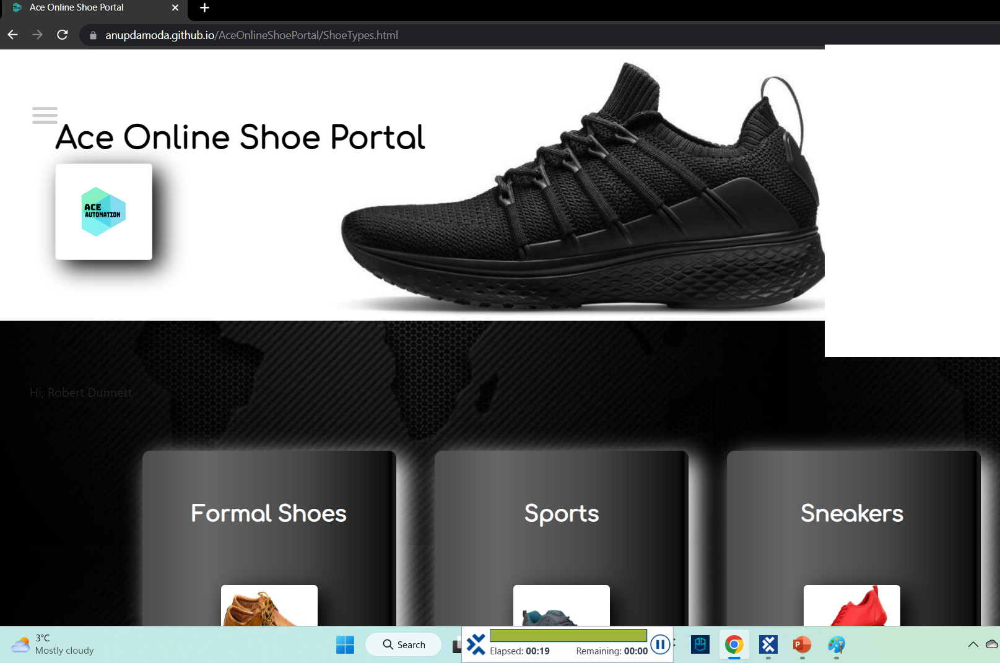 Ace Online Shoe Portal
anupdamoda.github.io/AceOnlineShoePortal/ShoeTypes.html
Ace Online Shoe Portal
ACE
AUTOMATION
Hi, Robert Dunnett
Formal Shoes
Sports
Sneakers
3°C
Mostly cloudy
Search
Elapsed: 00:19
Remaining: 00:00
P